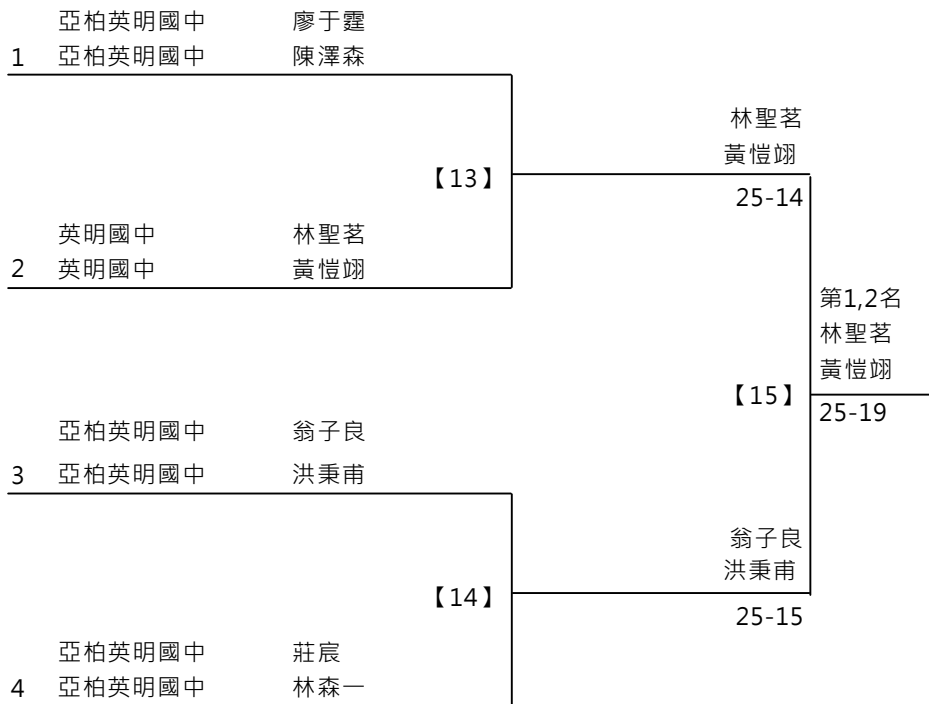 亞柏英明國中 廖于霆
1 亞柏英明國中 陳澤森
林聖茗
黃愷翊
【13】
25-14
英明國中 林聖茗
2 英明國中 黃愷翊
第1,2名
林聖茗
黃愷翊
【15】
25-19
亞柏英明國中 翁子良
3 亞柏英明國中 洪秉甫
翁子良
洪秉甫
【14】
25-15
亞柏英明國中 莊宸
4 亞柏英明國中 林森一